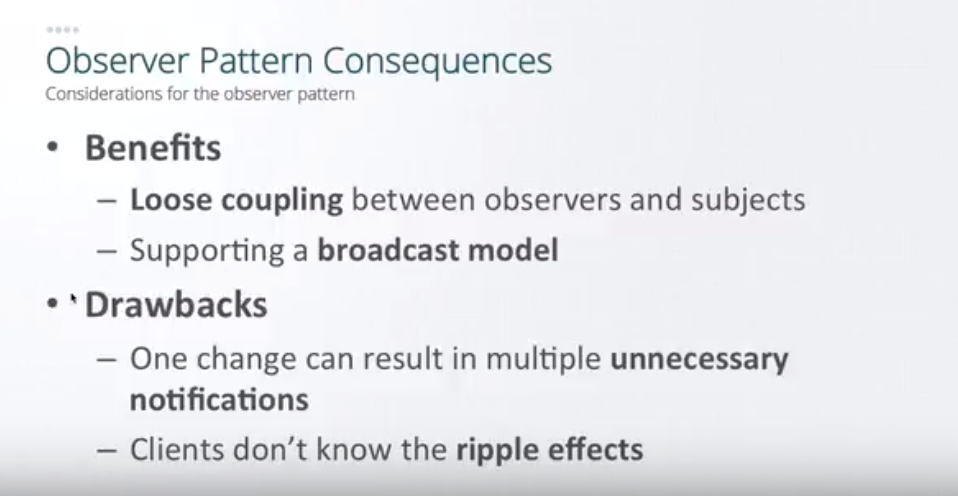 Observer Pattern Consequences
Considerations for the observer pattern
• Benefits
– Loose coupling between observers and subjects
– Supporting a broadcast model
• Drawbacks
– One change can result in multiple unnecessary
notifications
– Clients don’t know the ripple effects